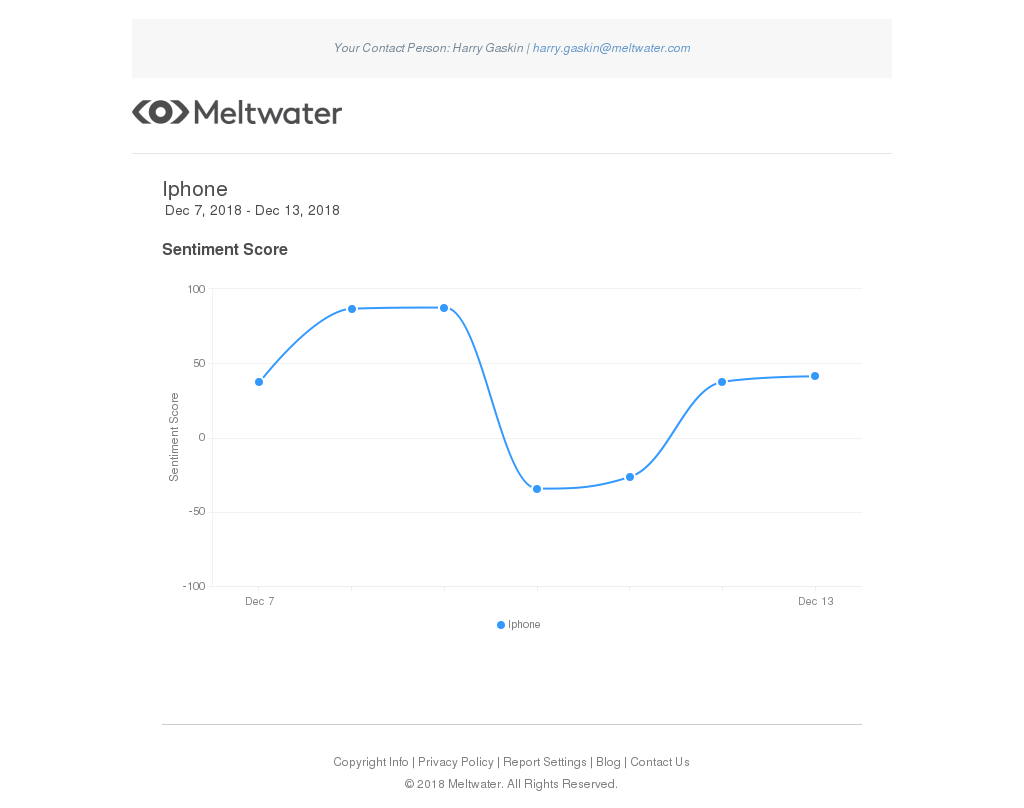 Your Contact Person: Harry Gaskin | harry.gaskin@meltwater.com
Meltwater
Iphone
Dec 7, 2018 - Dec 13, 2018
Sentiment Score
100
50
0
-50
-100
Sentiment Score
Dec 7
Dec 13
Iphone
Copyright Info | Privacy Policy | Report Settings | Blog | Contact Us
© 2018 Meltwater. All Rights Reserved.